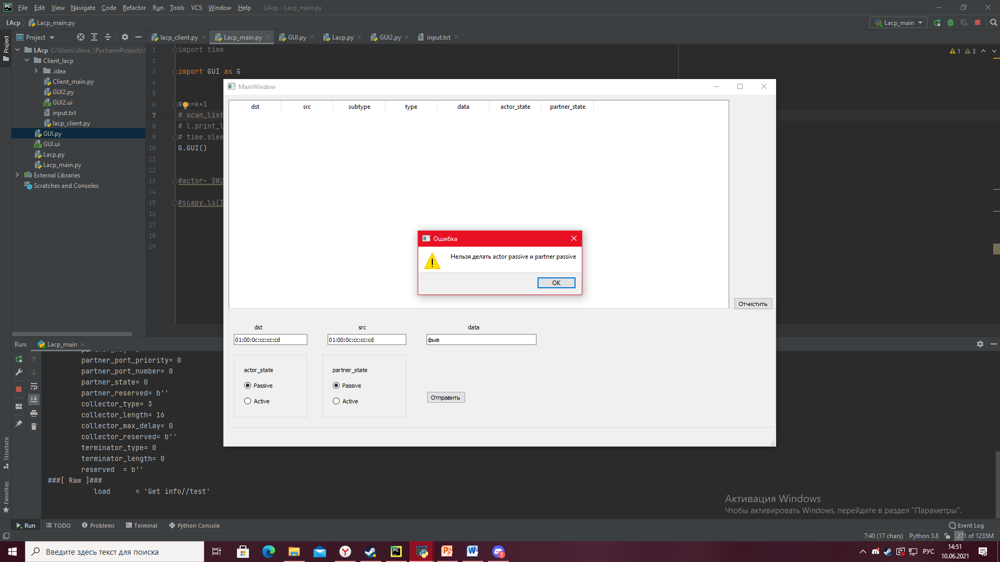 File Edit View Navigate Code Refactor Run Tools VCS Window Help LAcp - Lacp_main.py
LAcp Lacp_main.py
Lacp_main
Project
Project
lacp_client.py Lacp_main.py GUI.py Lacp.py GUI2.py input.txt
LAcp C:\Users\dima_\PycharmProjects\
Client_lacp
.idea
Client_main.py
GUI2.py
GUI2.ui
input.txt
lacp_client.py
GUI.py
GUI.ui
Lacp.py
Lacp_main.py
External Libraries
Scratches and Consoles
1 import time
2
3 import GUI as G
4
5
6 # k=k+1
7 # scan_list
8 # l.print_l
9 # time.slee
10 G.GUI()
11
12
13 #actor- SW2
14
15 #scapy.ls(I
16
17
18
19
1 3
MainWindow
dst src subtype type data actor_state partner_state
Ошибка
Нельзя делать actor passive и partner passive
OK
Отчистить
dst src data
01:00:0c:cc:cc:cd 01:00:0c:cc:cc:cd фыв
actor_state partner_state
Passive Passive
Active Active
Отправить
Run: Lacp_main
partner_port_priority= 0
partner_port_number= 0
partner_state= 0
partner_reserved= b''
collector_type= 3
collector_length= 16
collector_max_delay= 0
collector_reserved= b''
terminator_type= 0
terminator_length= 0
reserved = b''
###[ Raw ]###
load = 'Get info//test'
Structure
Favorites
Активация Windows
Чтобы активировать Windows, перейдите в раздел "Параметры".
Run TODO Problems Terminal Python Console Event Log
7:40 (17 chars) Python 3.8 271 of 1235M
Введите здесь текст для поиска
РУС
14:51
10.06.2021